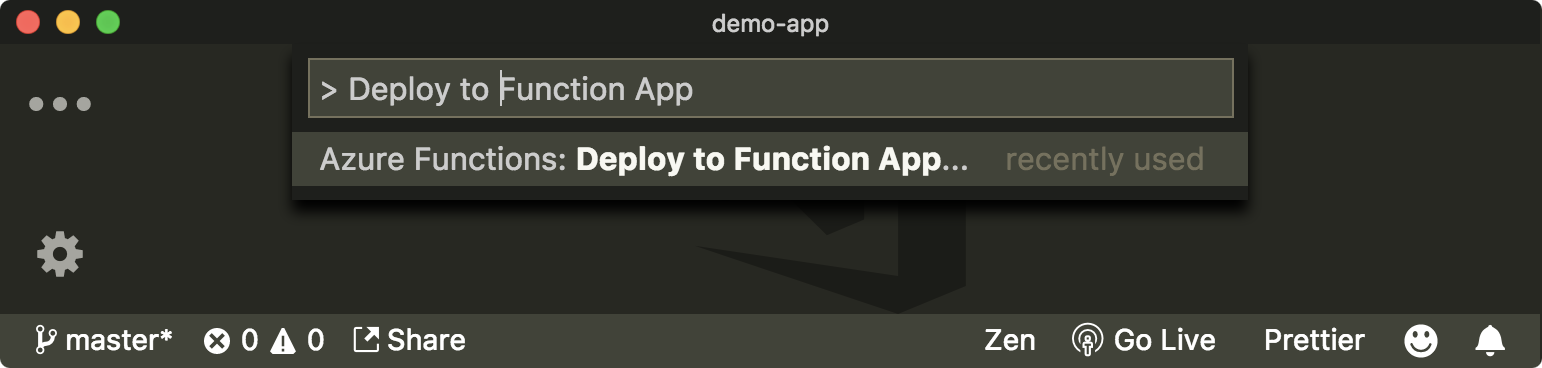 demo-app
> Deploy to Function App
Azure Functions: Deploy to Function App... recently used
master* 0 0 Share Zen Go Live Prettier